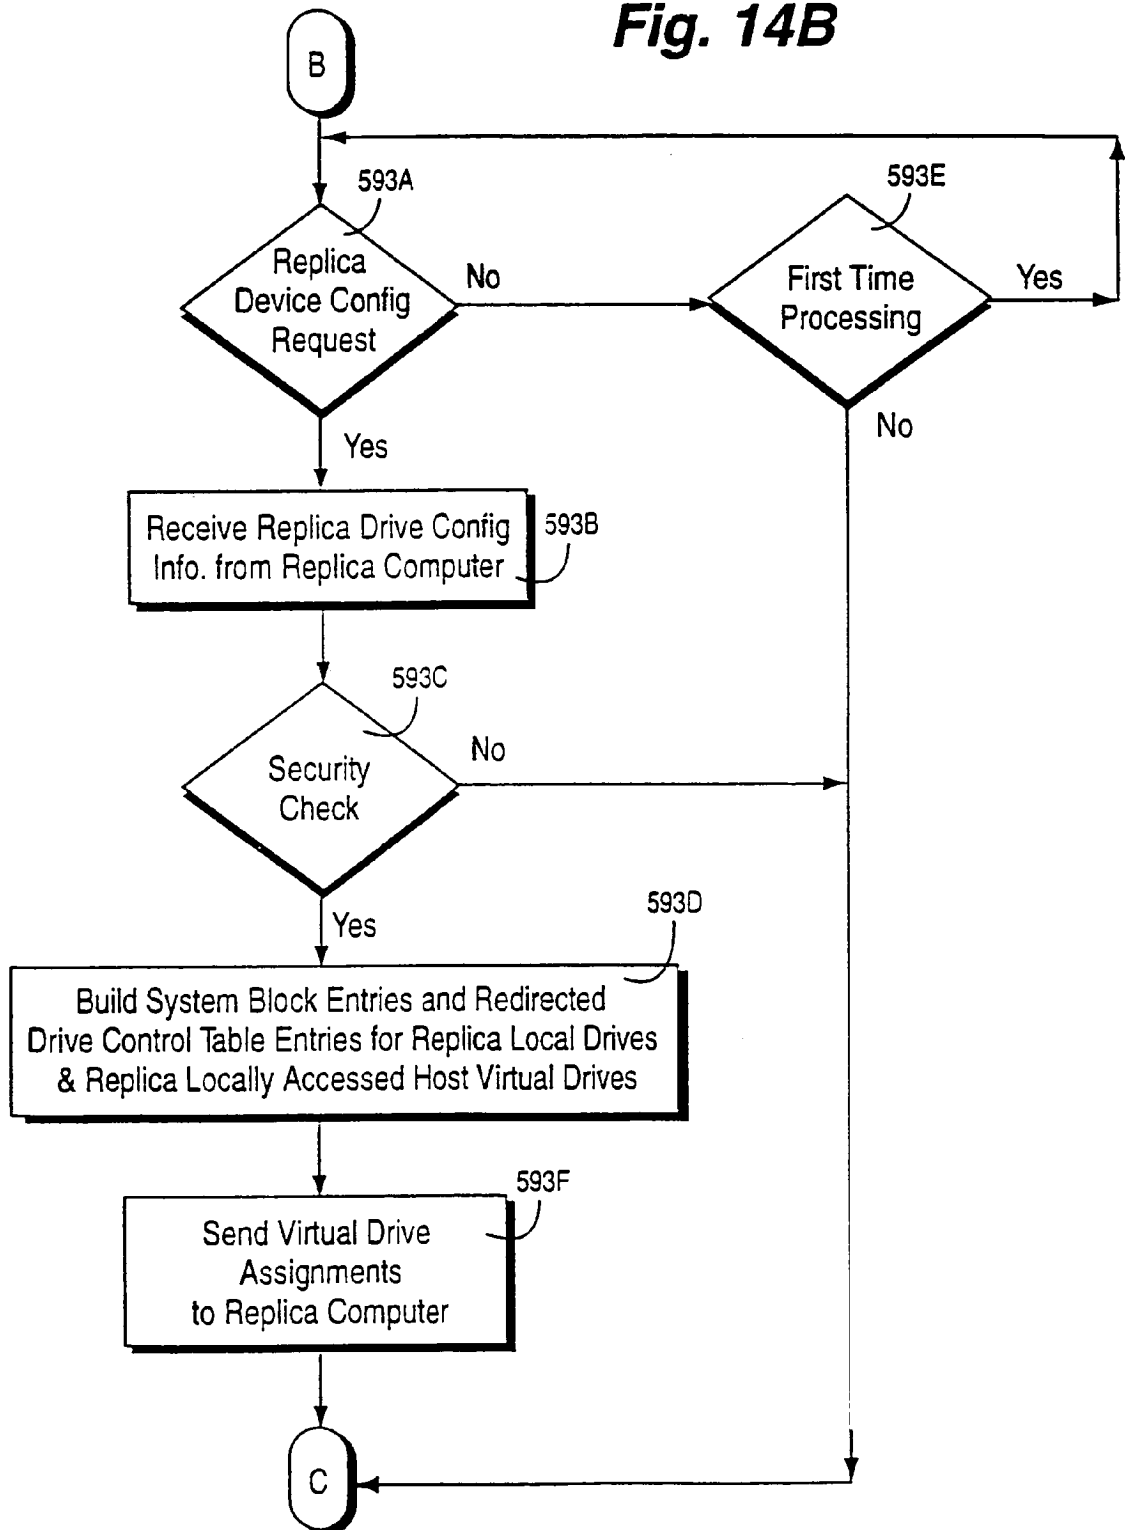 Fig. 14B
B
593A
593E
Replica
Device Config
Request
No
First Time
Processing
Yes
No
Yes
Receive Replica Drive Config
Info. from Replica Computer
593B
593C
Security
Check
No
Yes
593D
Build System Block Entries and Redirected
Drive Control Table Entries for Replica Local Drives
& Replica Locally Accessed Host Virtual Drives
593F
Send Virtual Drive
Assignments
to Replica Computer
C